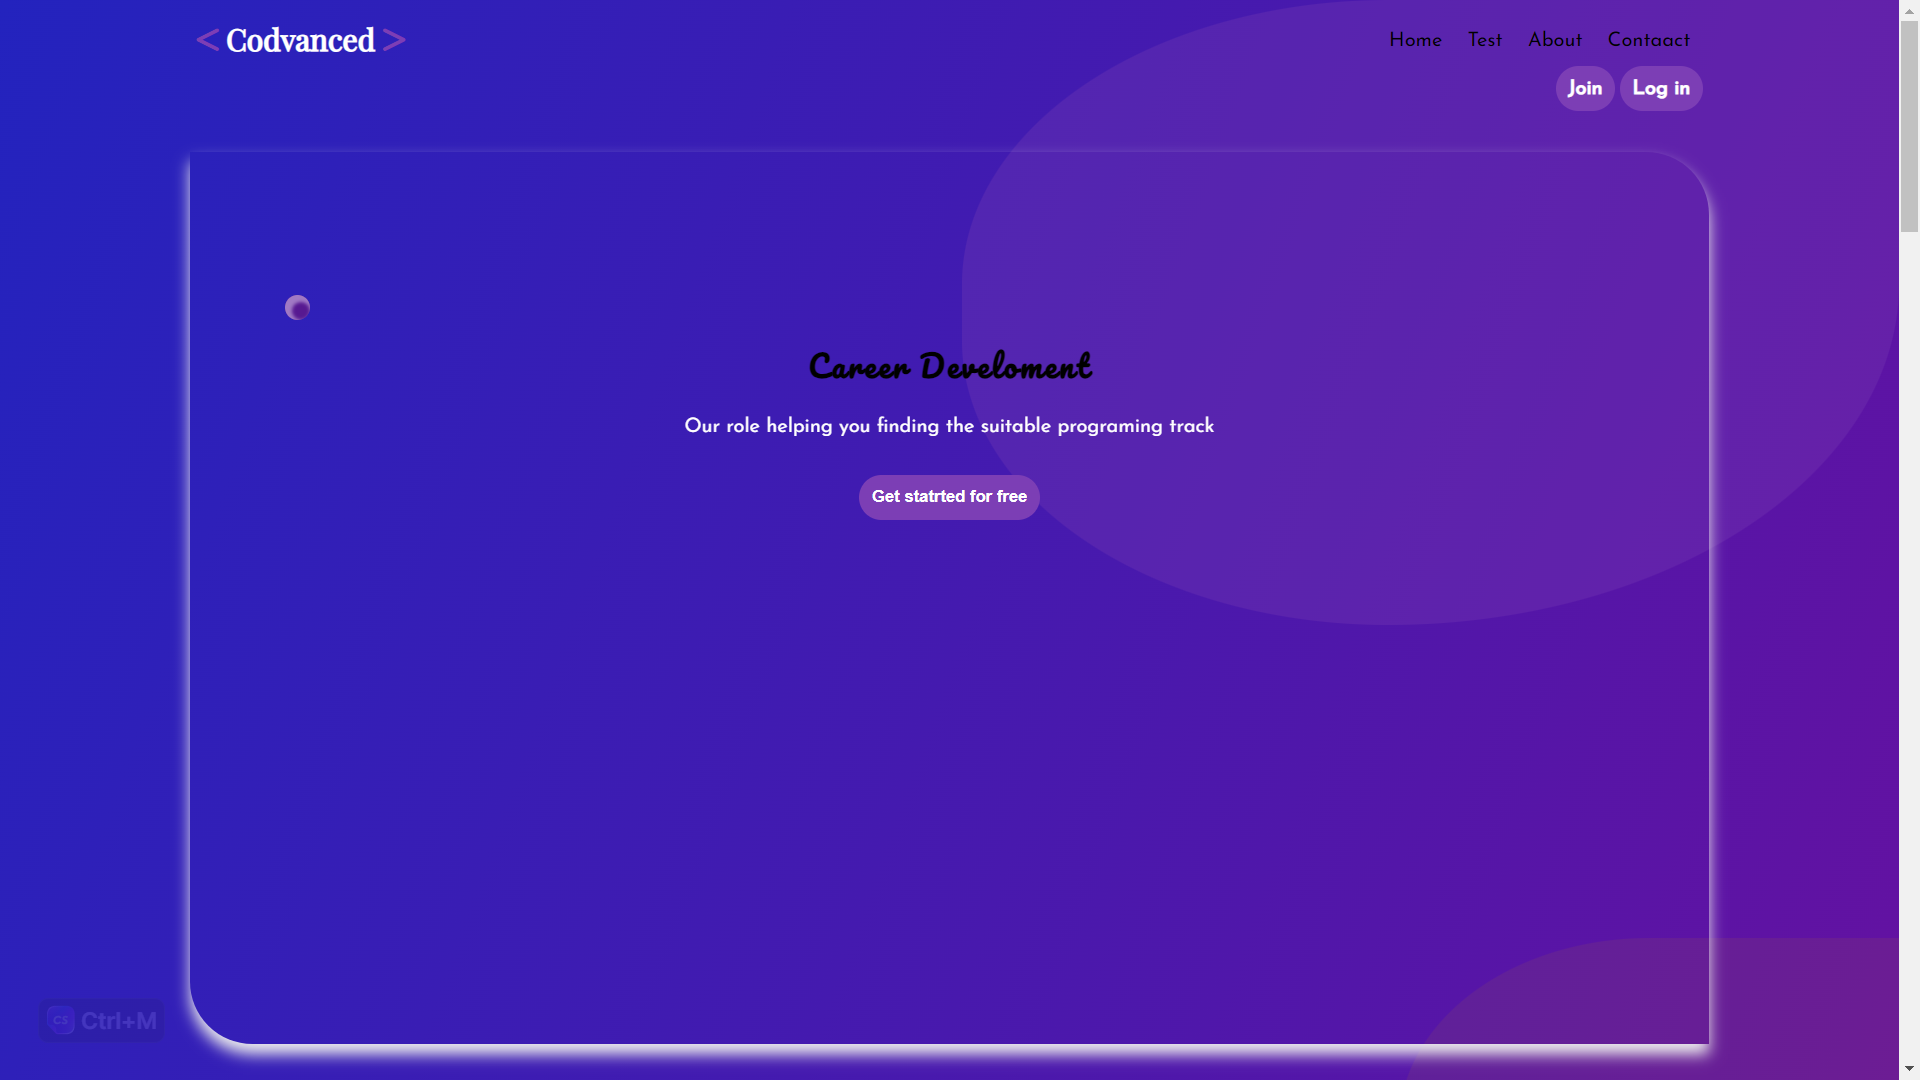 < Codvanced >
Home Test About Contaact
Join Log in
Career Develoment
Our role helping you finding the suitable programing track
Get statrted for free
CS Ctrl+M